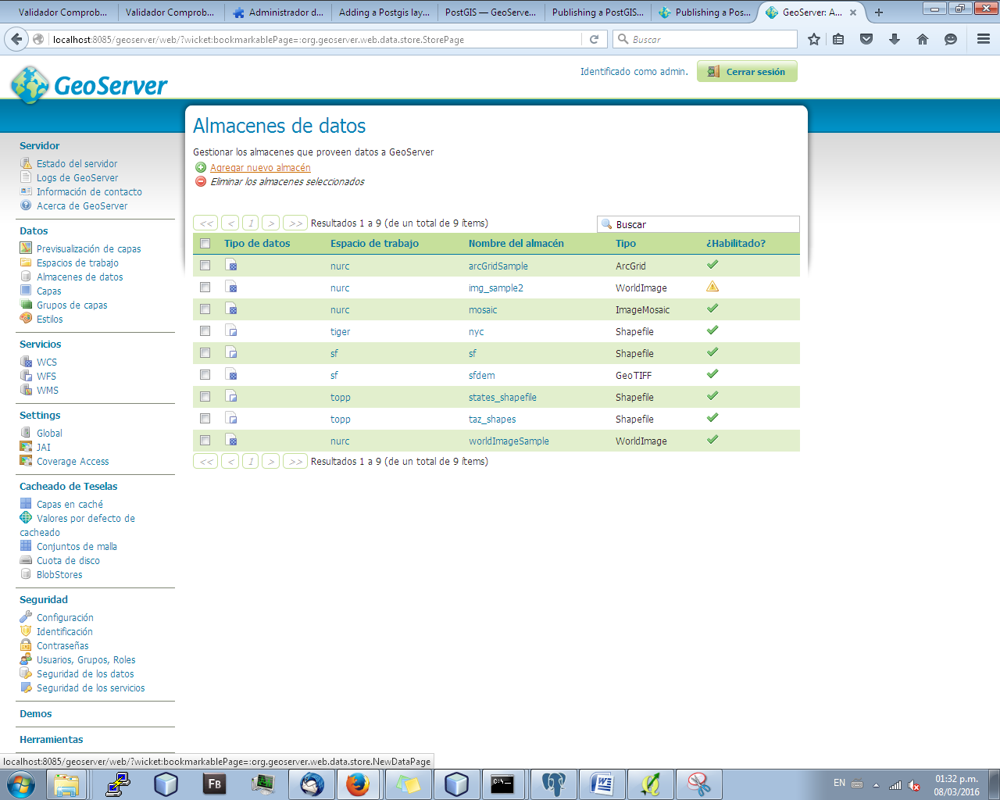 Validador Comprob... Validador Comprob... Administrador d... Adding a Postgis lay... PostGIS — GeoServe... Publishing a PostGIS... Publishing a Pos... GeoServer: A...
localhost:8085/geoserver/web/?wicket:bookmarkablePage=:org.geoserver.web.data.store.StorePage Buscar
GeoServer
Identificado como admin. Cerrar sesión
Servidor
Estado del servidor
Logs de GeoServer
Información de contacto
Acerca de GeoServer
Datos
Previsualización de capas
Espacios de trabajo
Almacenes de datos
Capas
Grupos de capas
Estilos
Servicios
WCS
WFS
WMS
Settings
Global
JAI
Coverage Access
Cacheado de Teselas
Capas en caché
Valores por defecto de
cacheado
Conjuntos de malla
Cuota de disco
BlobStores
Seguridad
Configuración
Identificación
Contraseñas
Usuarios, Grupos, Roles
Seguridad de los datos
Seguridad de los servicios
Demos
Herramientas
Almacenes de datos
Gestionar los almacenes que proveen datos a GeoServer
Agregar nuevo almacén
Eliminar los almacenes seleccionados
<< < 1 > >> Resultados 1 a 9 (de un total de 9 ítems) Buscar
Tipo de datos Espacio de trabajo Nombre del almacén Tipo ¿Habilitado?
nurc arcGridSample ArcGrid
nurc img_sample2 WorldImage
nurc mosaic ImageMosaic
tiger nyc Shapefile
sf sf Shapefile
sf sfdem GeoTIFF
topp states_shapefile Shapefile
topp taz_shapes Shapefile
nurc worldImageSample WorldImage
<< < 1 > >> Resultados 1 a 9 (de un total de 9 ítems)
localhost:8085/geoserver/web/?wicket:bookmarkablePage=:org.geoserver.web.data.store.NewDataPage
FB
C:\
W
EN
01:32 p.m.
08/03/2016